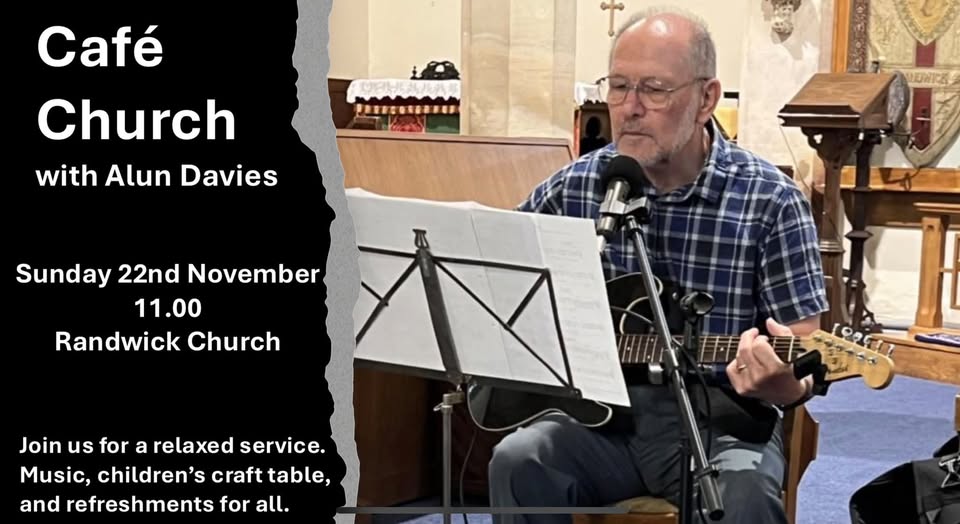 Café
Church
with Alun Davies
Sunday 22nd November
11.00
Randwick Church
Join us for a relaxed service.
Music, children's craft table,
and refreshments for all.